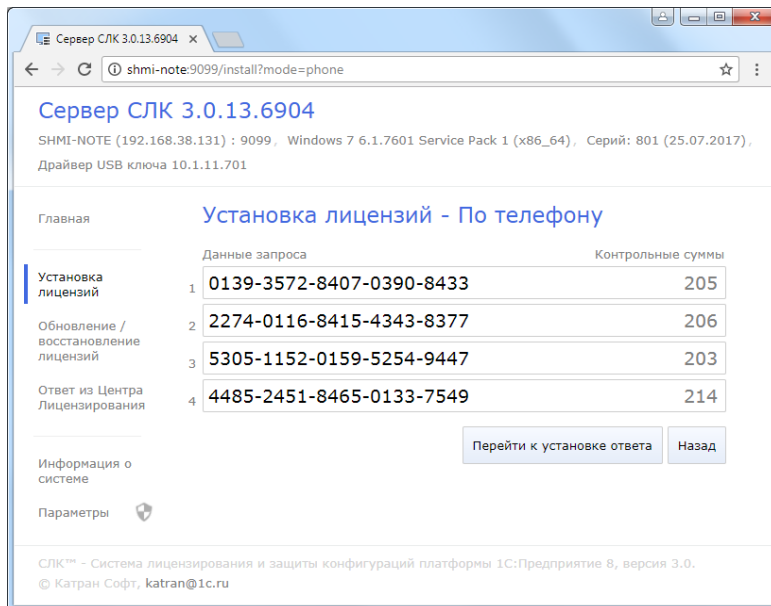 Сервер СЛК 3.0.13.6904
shmi-note:9099/install?mode=phone
Сервер СЛК 3.0.13.6904
SHMI-NOTE (192.168.38.131) : 9099, Windows 7 6.1.7601 Service Pack 1 (x86_64), Серий: 801 (25.07.2017),
Драйвер USB ключа 10.1.11.701
Главная
Установка
лицензий
Обновление /
восстановление
лицензий
Ответ из Центра
Лицензирования
Информация о
системе
Параметры
Установка лицензий - По телефону
Данные запроса Контрольные суммы
1 0139-3572-8407-0390-8433 205
2 2274-0116-8415-4343-8377 206
3 5305-1152-0159-5254-9447 203
4 4485-2451-8465-0133-7549 214
Перейти к установке ответа Назад
СЛК™ - Система лицензирования и защиты конфигураций платформы 1С:Предприятие 8, версия 3.0.
© Катран Софт, katran@1c.ru